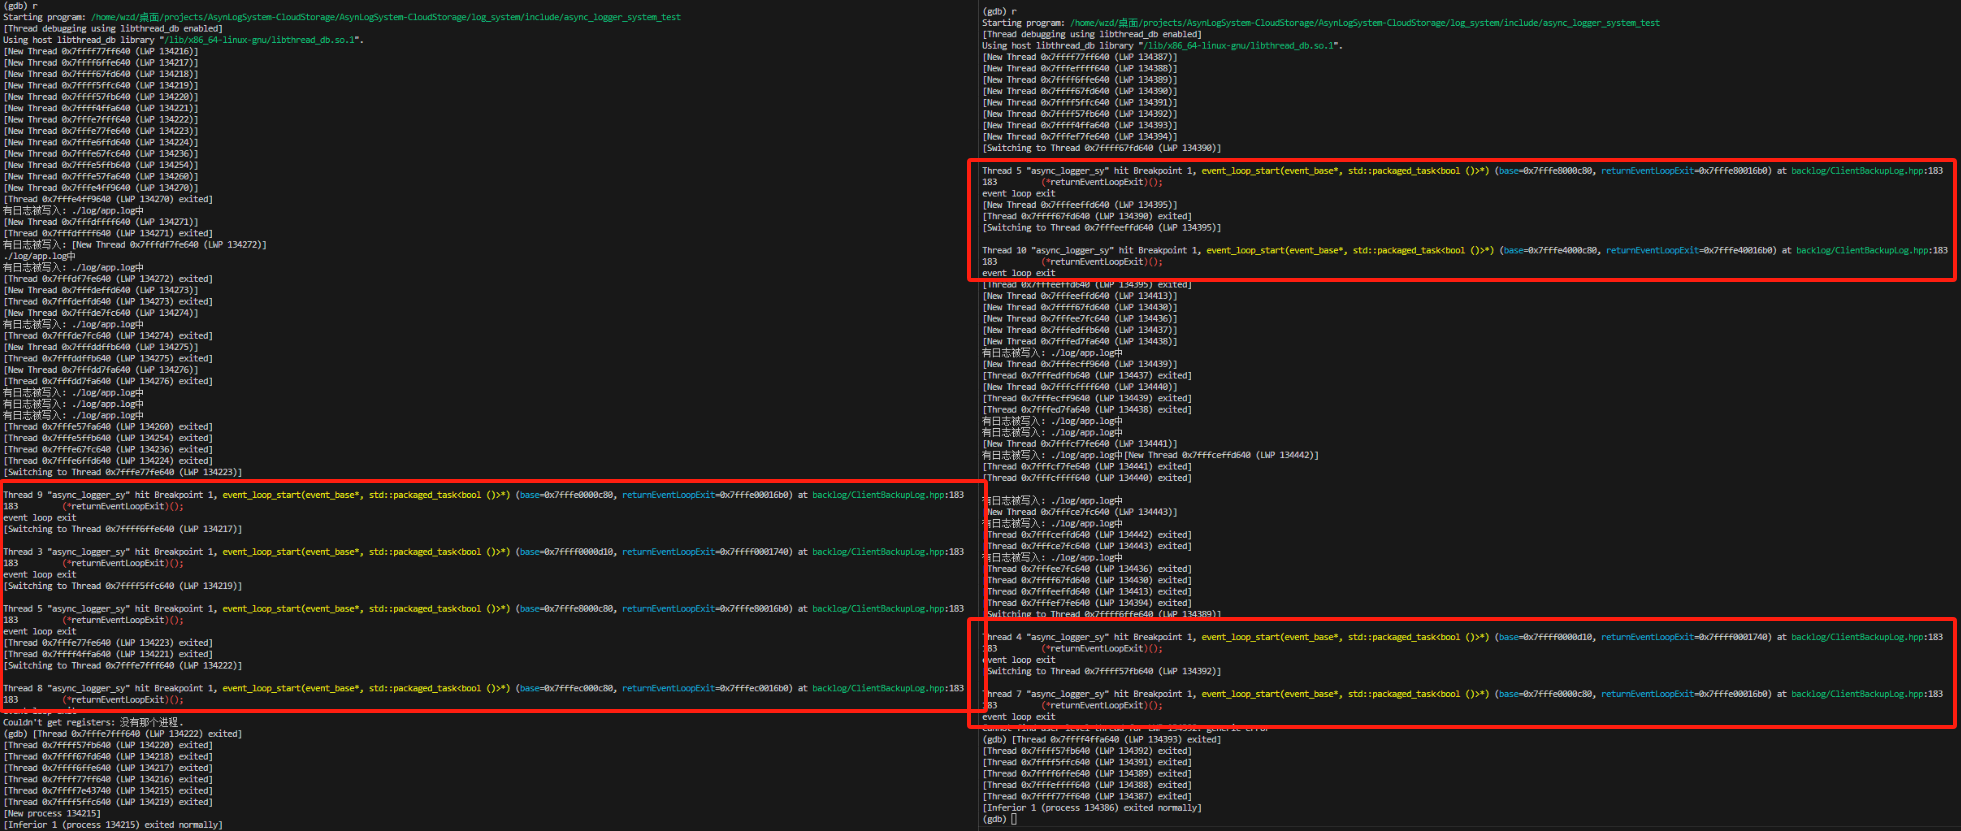 (gdb) r
Starting program: /home/wzd/桌面/projects/AsynLogSystem-CloudStorage/AsynLogSystem-CloudStorage/log_system/include/async_logger_system_test
[Thread debugging using libthread_db enabled]
Using host libthread_db library "/lib/x86_64-linux-gnu/libthread_db.so.1".
[New Thread 0x7ffff77ff640 (LWP 134216)]
[New Thread 0x7ffff6ffe640 (LWP 134217)]
[New Thread 0x7ffff67fd640 (LWP 134218)]
[New Thread 0x7ffff5ffc640 (LWP 134219)]
[New Thread 0x7ffff57fb640 (LWP 134220)]
[New Thread 0x7ffff4ffa640 (LWP 134221)]
[New Thread 0x7fffe7fff640 (LWP 134222)]
[New Thread 0x7fffe77fe640 (LWP 134223)]
[New Thread 0x7fffe6ffd640 (LWP 134224)]
[New Thread 0x7fffe67fc640 (LWP 134236)]
[New Thread 0x7fffe5ffb640 (LWP 134254)]
[New Thread 0x7fffe57fa640 (LWP 134260)]
[New Thread 0x7fffe4ff9640 (LWP 134270)]
[Thread 0x7fffe4ff9640 (LWP 134270) exited]
有日志被写入: ./log/app.log中
[New Thread 0x7fffdffff640 (LWP 134271)]
[Thread 0x7fffdffff640 (LWP 134271) exited]
有日志被写入: [New Thread 0x7fffdf7fe640 (LWP 134272)]
./log/app.log中
有日志被写入: ./log/app.log中
[Thread 0x7fffdf7fe640 (LWP 134272) exited]
[New Thread 0x7fffdeffd640 (LWP 134273)]
[Thread 0x7fffdeffd640 (LWP 134273) exited]
[New Thread 0x7fffde7fc640 (LWP 134274)]
有日志被写入: ./log/app.log中
[Thread 0x7fffde7fc640 (LWP 134274) exited]
[New Thread 0x7fffddffb640 (LWP 134275)]
[Thread 0x7fffddffb640 (LWP 134275) exited]
[New Thread 0x7fffdd7fa640 (LWP 134276)]
[Thread 0x7fffdd7fa640 (LWP 134276) exited]
有日志被写入: ./log/app.log中
有日志被写入: ./log/app.log中
有日志被写入: ./log/app.log中
[Thread 0x7fffe57fa640 (LWP 134260) exited]
[Thread 0x7fffe5ffb640 (LWP 134254) exited]
[Thread 0x7fffe67fc640 (LWP 134236) exited]
[Thread 0x7fffe6ffd640 (LWP 134224) exited]
[Switching to Thread 0x7fffe77fe640 (LWP 134223)]
Thread 9 "async_logger_sy" hit Breakpoint 1, event_loop_start(event_base*, std::packaged_task<bool ()>*) (base=0x7fffe0000c80, returnEventLoopExit=0x7fffe00016b0) at backlog/ClientBackupLog.hpp:183
183 (*returnEventLoopExit)();
event loop exit
[Switching to Thread 0x7ffff6ffe640 (LWP 134217)]
Thread 3 "async_logger_sy" hit Breakpoint 1, event_loop_start(event_base*, std::packaged_task<bool ()>*) (base=0x7ffff0000d10, returnEventLoopExit=0x7ffff0001740) at backlog/ClientBackupLog.hpp:183
183 (*returnEventLoopExit)();
event loop exit
[Switching to Thread 0x7ffff5ffc640 (LWP 134219)]
Thread 5 "async_logger_sy" hit Breakpoint 1, event_loop_start(event_base*, std::packaged_task<bool ()>*) (base=0x7fffe8000c80, returnEventLoopExit=0x7fffe80016b0) at backlog/ClientBackupLog.hpp:183
183 (*returnEventLoopExit)();
event loop exit
[Thread 0x7fffe77fe640 (LWP 134223) exited]
[Thread 0x7ffff4ffa640 (LWP 134221) exited]
[Switching to Thread 0x7fffe7fff640 (LWP 134222)]
Thread 8 "async_logger_sy" hit Breakpoint 1, event_loop_start(event_base*, std::packaged_task<bool ()>*) (base=0x7fffec000c80, returnEventLoopExit=0x7fffec0016b0) at backlog/ClientBackupLog.hpp:183
183 (*returnEventLoopExit)();
event loop exit
Couldn't get registers: 没有那个进程.
(gdb) [Thread 0x7fffe7fff640 (LWP 134222) exited]
[Thread 0x7ffff57fb640 (LWP 134220) exited]
[Thread 0x7ffff67fd640 (LWP 134218) exited]
[Thread 0x7ffff6ffe640 (LWP 134217) exited]
[Thread 0x7ffff77ff640 (LWP 134216) exited]
[Thread 0x7ffff7e43740 (LWP 134215) exited]
[Thread 0x7ffff5ffc640 (LWP 134219) exited]
[New process 134215]
[Inferior 1 (process 134215) exited normally]
(gdb) r
Starting program: /home/wzd/桌面/projects/AsynLogSystem-CloudStorage/AsynLogSystem-CloudStorage/log_system/include/async_logger_system_test
[Thread debugging using libthread_db enabled]
Using host libthread_db library "/lib/x86_64-linux-gnu/libthread_db.so.1".
[New Thread 0x7ffff77ff640 (LWP 134387)]
[New Thread 0x7fffeffff640 (LWP 134388)]
[New Thread 0x7ffff6ffe640 (LWP 134389)]
[New Thread 0x7ffff67fd640 (LWP 134390)]
[New Thread 0x7ffff5ffc640 (LWP 134391)]
[New Thread 0x7ffff57fb640 (LWP 134392)]
[New Thread 0x7ffff4ffa640 (LWP 134393)]
[New Thread 0x7fffef7fe640 (LWP 134394)]
[Switching to Thread 0x7ffff67fd640 (LWP 134390)]
Thread 5 "async_logger_sy" hit Breakpoint 1, event_loop_start(event_base*, std::packaged_task<bool ()>*) (base=0x7fffe8000c80, returnEventLoopExit=0x7fffe80016b0) at backlog/ClientBackupLog.hpp:183
183 (*returnEventLoopExit)();
event loop exit
[New Thread 0x7fffeeffd640 (LWP 134395)]
[Thread 0x7ffff67fd640 (LWP 134390) exited]
[Switching to Thread 0x7fffeeffd640 (LWP 134395)]
Thread 10 "async_logger_sy" hit Breakpoint 1, event_loop_start(event_base*, std::packaged_task<bool ()>*) (base=0x7fffe4000c80, returnEventLoopExit=0x7fffe40016b0) at backlog/ClientBackupLog.hpp:183
183 (*returnEventLoopExit)();
event loop exit
[Thread 0x7fffeeffd640 (LWP 134395) exited]
[New Thread 0x7fffeeffd640 (LWP 134413)]
[New Thread 0x7ffff67fd640 (LWP 134430)]
[New Thread 0x7fffee7fc640 (LWP 134436)]
[New Thread 0x7fffedffb640 (LWP 134437)]
[New Thread 0x7fffed7fa640 (LWP 134438)]
有日志被写入: ./log/app.log中
[New Thread 0x7fffecff9640 (LWP 134439)]
[Thread 0x7fffedffb640 (LWP 134437) exited]
[New Thread 0x7fffcffff640 (LWP 134440)]
[Thread 0x7fffecff9640 (LWP 134439) exited]
[Thread 0x7fffed7fa640 (LWP 134438) exited]
有日志被写入: ./log/app.log中
有日志被写入: ./log/app.log中
[New Thread 0x7fffcf7fe640 (LWP 134441)]
有日志被写入: ./log/app.log中[New Thread 0x7fffceffd640 (LWP 134442)]
[Thread 0x7fffcf7fe640 (LWP 134441) exited]
[Thread 0x7fffcffff640 (LWP 134440) exited]
有日志被写入: ./log/app.log中
[New Thread 0x7fffce7fc640 (LWP 134443)]
有日志被写入: ./log/app.log中
[Thread 0x7fffceffd640 (LWP 134442) exited]
[Thread 0x7fffce7fc640 (LWP 134443) exited]
有日志被写入: ./log/app.log中
[Thread 0x7fffee7fc640 (LWP 134436) exited]
[Thread 0x7ffff67fd640 (LWP 134430) exited]
[Thread 0x7fffeeffd640 (LWP 134413) exited]
[Thread 0x7fffef7fe640 (LWP 134394) exited]
[Switching to Thread 0x7ffff6ffe640 (LWP 134389)]
Thread 4 "async_logger_sy" hit Breakpoint 1, event_loop_start(event_base*, std::packaged_task<bool ()>*) (base=0x7ffff0000d10, returnEventLoopExit=0x7ffff0001740) at backlog/ClientBackupLog.hpp:183
183 (*returnEventLoopExit)();
event loop exit
[Switching to Thread 0x7ffff57fb640 (LWP 134392)]
Thread 7 "async_logger_sy" hit Breakpoint 1, event_loop_start(event_base*, std::packaged_task<bool ()>*) (base=0x7fffe0000c80, returnEventLoopExit=0x7fffe00016b0) at backlog/ClientBackupLog.hpp:183
183 (*returnEventLoopExit)();
event loop exit
Cannot find user-level thread for LWP 134392: generic error
(gdb) [Thread 0x7ffff4ffa640 (LWP 134393) exited]
[Thread 0x7ffff57fb640 (LWP 134392) exited]
[Thread 0x7ffff5ffc640 (LWP 134391) exited]
[Thread 0x7ffff6ffe640 (LWP 134389) exited]
[Thread 0x7fffeffff640 (LWP 134388) exited]
[Thread 0x7ffff77ff640 (LWP 134387) exited]
[Inferior 1 (process 134386) exited normally]
(gdb)